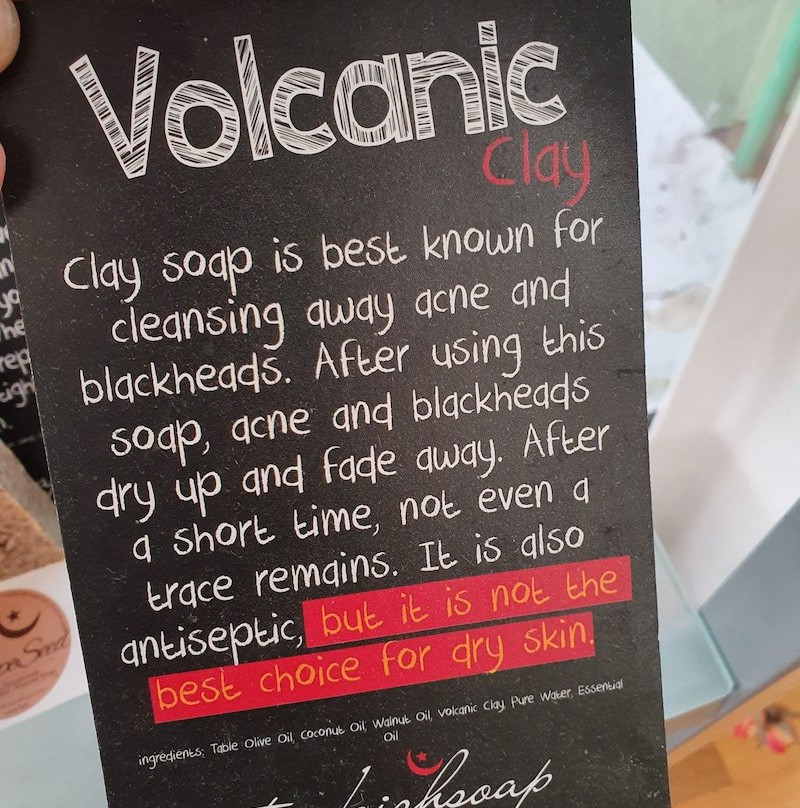 Volcanic
Clay
Clay soap is best known for
cleansing away acne and
blackheads. After using this
soap, acne and blackheads
dry up and fade away. After
a short time, not even a
trace remains. It is also
antiseptic, but it is not the
best choice for dry skin.
ingredients: Table Olive Oil, Coconut Oil, Walnut Oil, Volcanic Clay, Pure Water, Essential
Oil